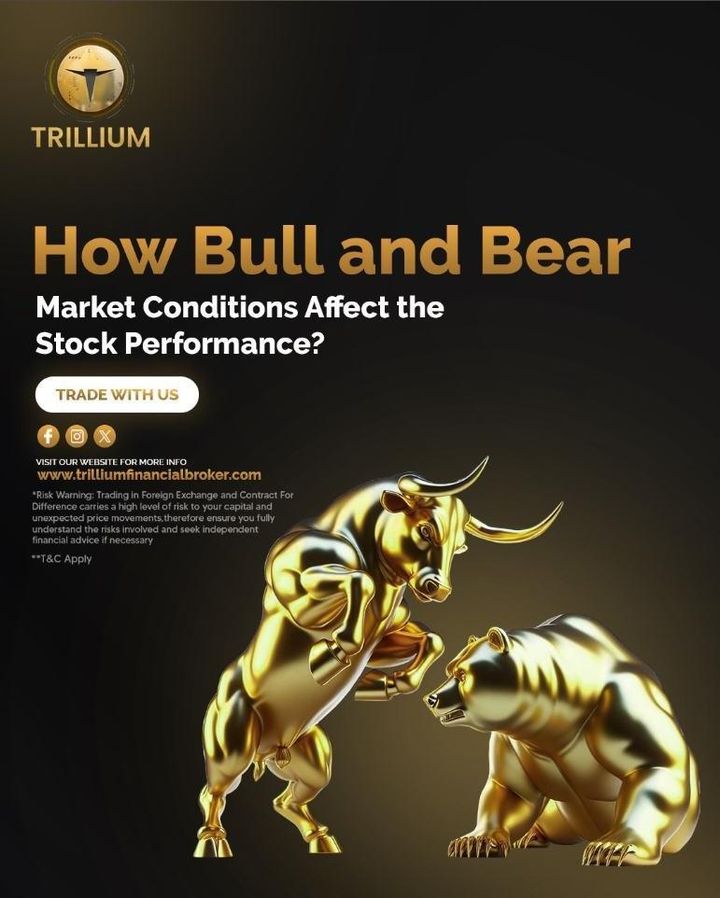 TRILLIUM
How Bull and Bear
Market Conditions Affect the
Stock Performance?
TRADE WITH US
VISIT OUR WEBSITE FOR MORE INFO
www.trilliumfinancialbroker.com
*Risk Warning: Trading in Foreign Exchange and Contract For
Difference carries a high level of risk to your capital and
unexpected price movements,therefore ensure you fully
understand the risks involved and seek independent
financial advice if necessary
**T&C Apply